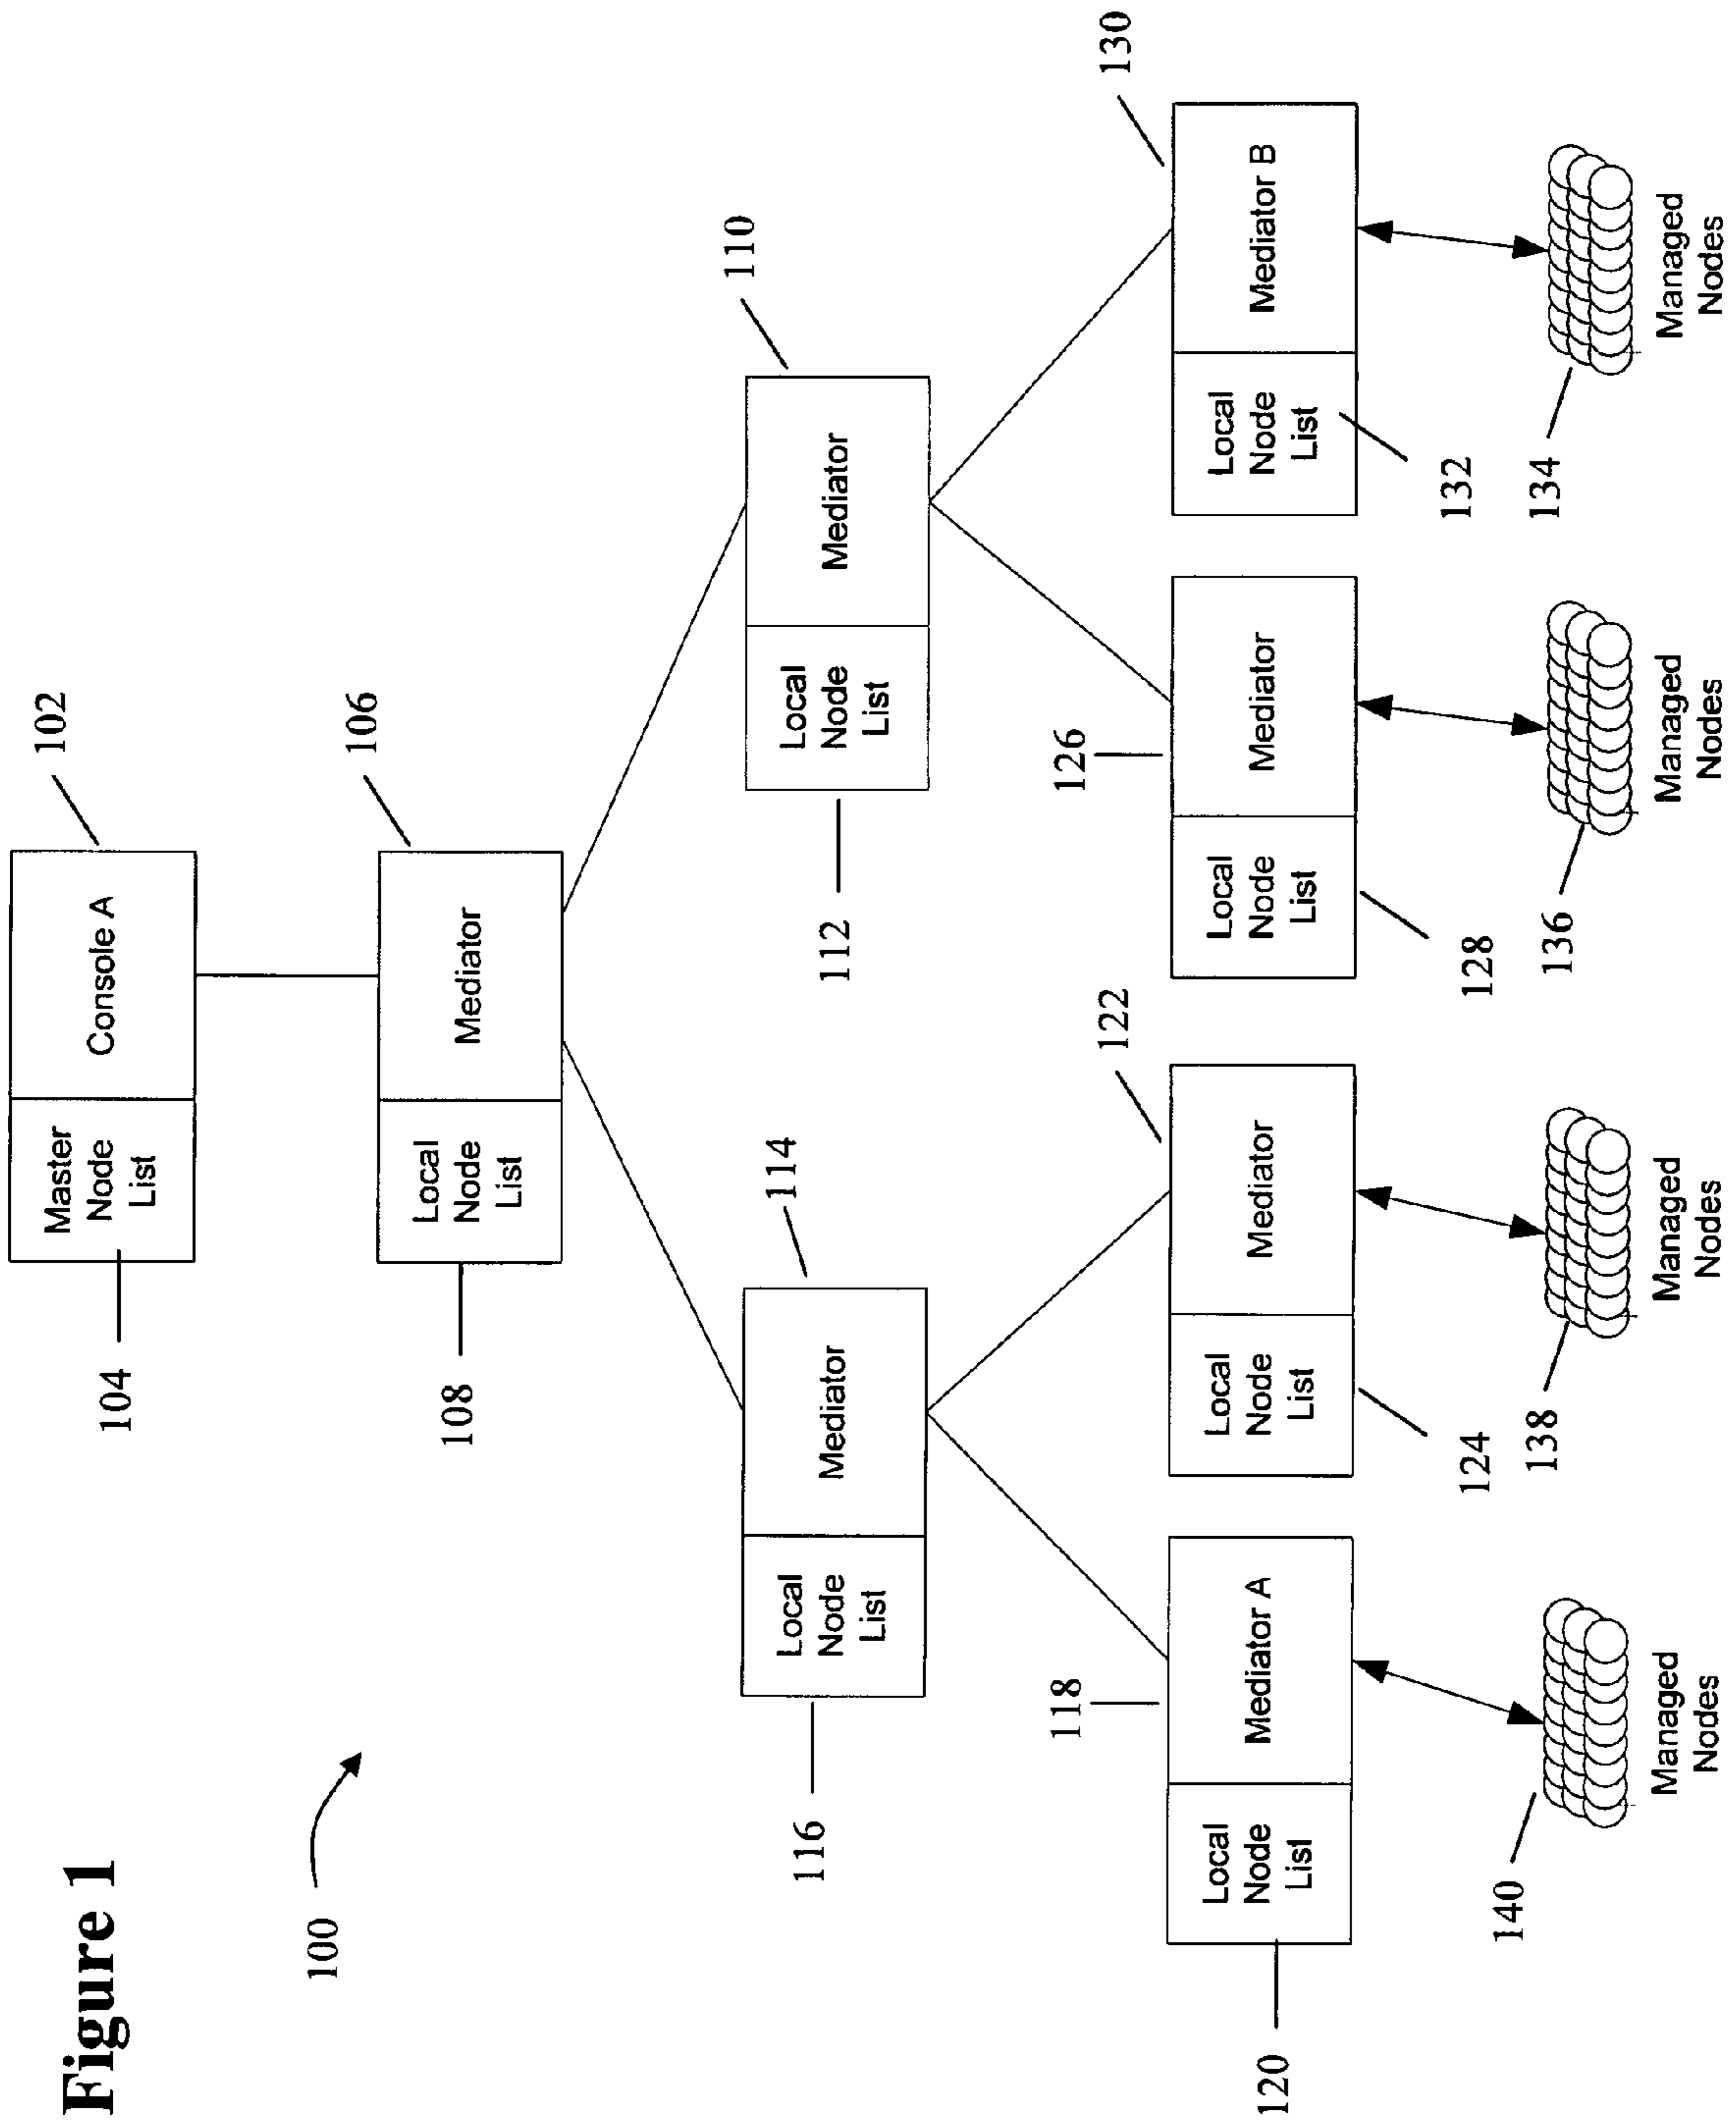 Figure 1
100
Master
Node
List
Console A
102
104
Local
Node
List
Mediator
106
108
114
Local
Node
List
Mediator
116
110
Local
Node
List
Mediator
112
118
Local
Node
List
Mediator A
120
122
Local
Node
List
Mediator
124
126
Local
Node
List
Mediator
128
130
Local
Node
List
Mediator B
132
140
Managed
Nodes
138
Managed
Nodes
136
Managed
Nodes
134
Managed
Nodes